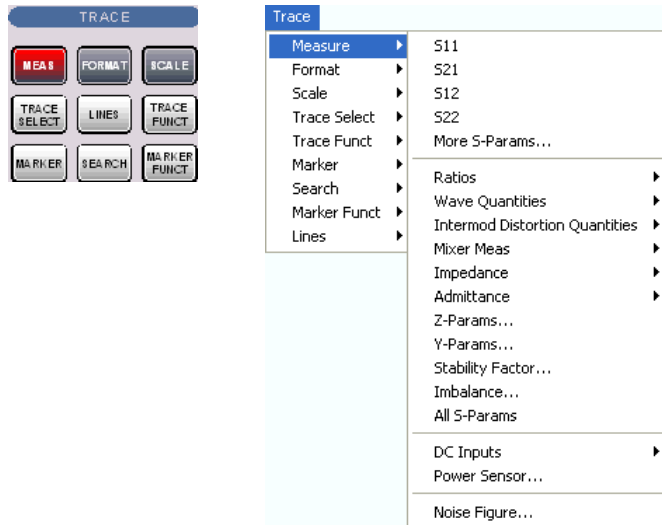 TRACE
MEAS
FORMAT
SCALE
TRACE
SELECT
LINES
TRACE
FUNCT
MARKER
SEARCH
MARKER
FUNCT
Trace
Measure
Format
Scale
Trace Select
Trace Funct
Marker
Search
Marker Funct
Lines
S11
S21
S12
S22
More S-Params...
Ratios
Wave Quantities
Intermod Distortion Quantities
Mixer Meas
Impedance
Admittance
Z-Params...
Y-Params...
Stability Factor...
Imbalance...
All S-Params
DC Inputs
Power Sensor...
Noise Figure...